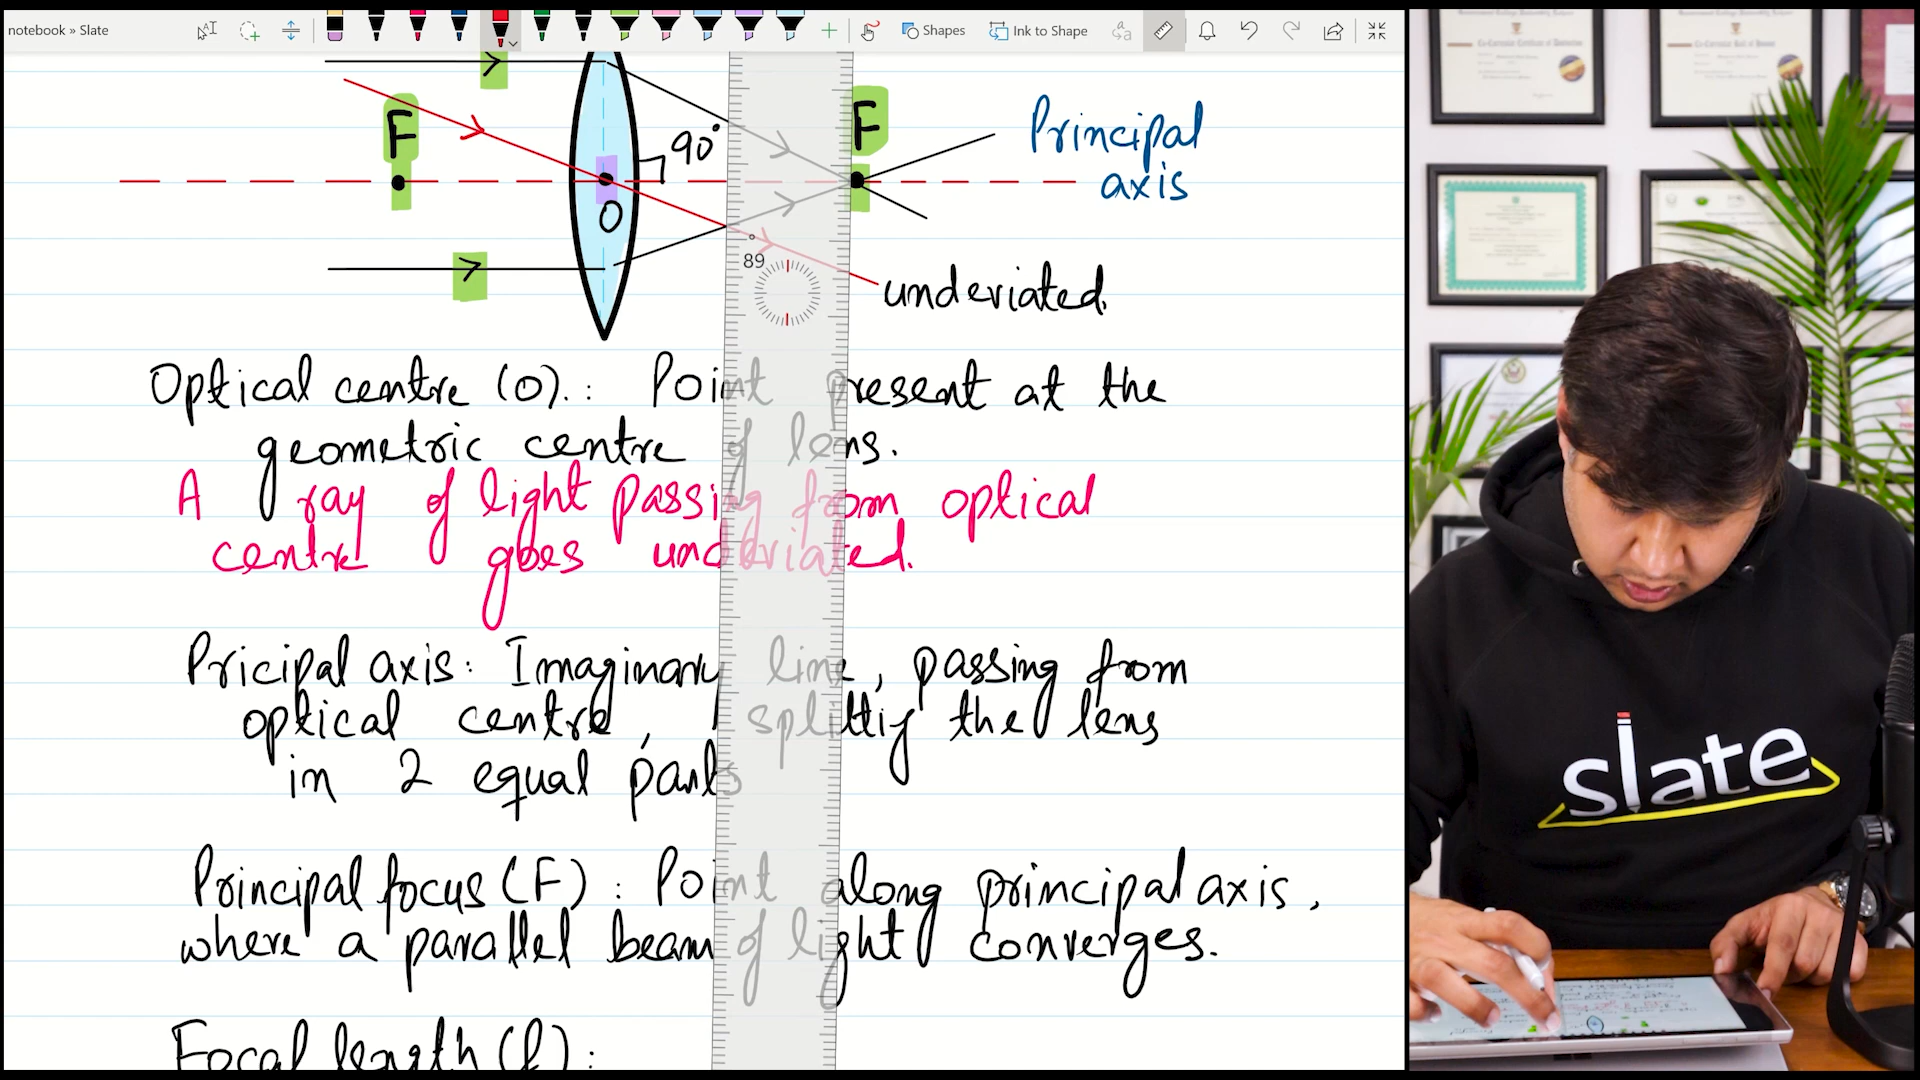 notebook » Slate
Shapes
Ink to Shape
F
F
90°
Principal
axis
O
89
undeviated.
Optical centre (O).: Point present at the
geometric centre of lens.
A ray of light passing from optical
centre goes undeviated.
Pricipal axis: Imaginary line, passing from
optical centre, splittig the lens
in 2 equal parts
Principal focus (F) : Point along principal axis,
where a parallel beam of light converges.
Focal length (f) :
slate